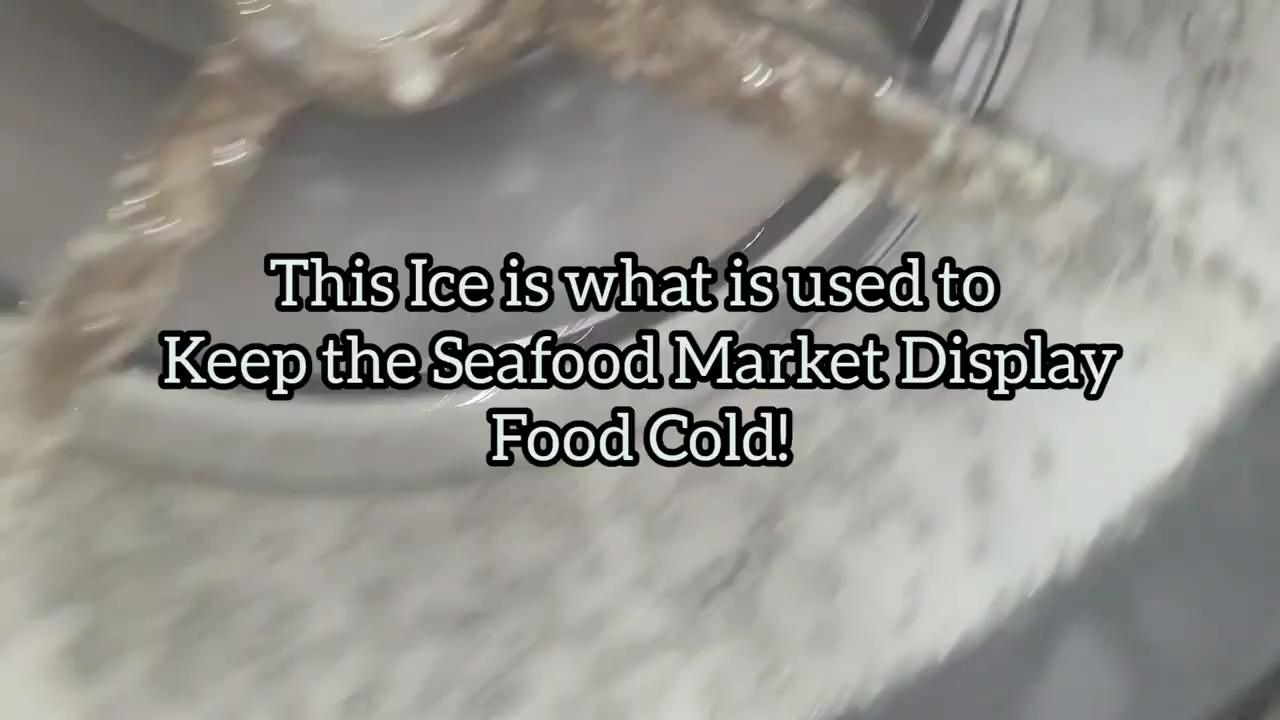 This Ice is what is used to
Keep the Seafood Market Display
Food Cold!